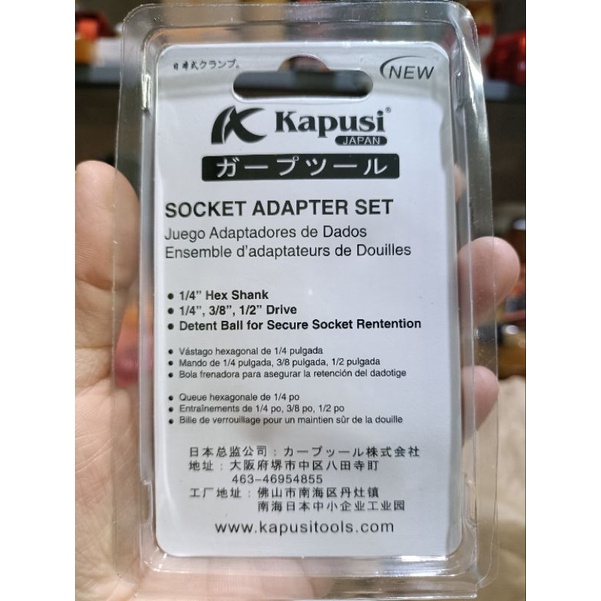 日本式クランプ。
NEW
Kapusi®
JAPAN
ガープツール
SOCKET ADAPTER SET
Juego Adaptadores de Dados
Ensemble d'adaptateurs de Douilles
• 1/4” Hex Shank
• 1/4”, 3/8”, 1/2” Drive
• Detent Ball for Secure Socket Rentention
• Vástago hexagonal de 1/4 pulgada
• Mando de 1/4 pulgada, 3/8 pulgada, 1/2 pulgada
• Bola frenadora para asegurar la retención del dadotige
• Queue hexagonale de 1/4 po
• Entraînements de 1/4 po, 3/8 po, 1/2 po
• Bille de verrouillage pour un maintien sûr de la douille
日本总监公司：カープッール株式会社
地址：大阪府堺市中区八田寺町
463-46954855
工厂地址：佛山市南海区丹灶镇
南海日本中小企业工业园
www.kapusitools.com